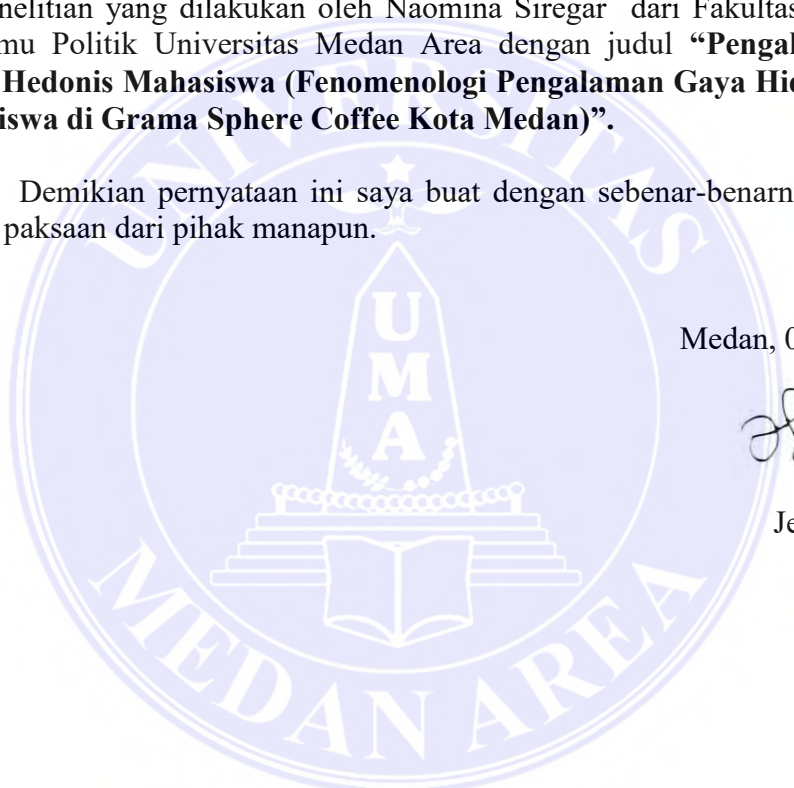 nelitian yang dilakukan oleh Naomina Siregar dari Fakultas
mu Politik Universitas Medan Area dengan judul “Pengal
Hedonis Mahasiswa (Fenomenologi Pengalaman Gaya Hid
iswa di Grama Sphere Coffee Kota Medan)”.
Demikian pernyataan ini saya buat dengan sebenar-benarn
paksaan dari pihak manapun.
UNIVERSITAS
Medan, 0
UMA
Je
MEDAN AREA